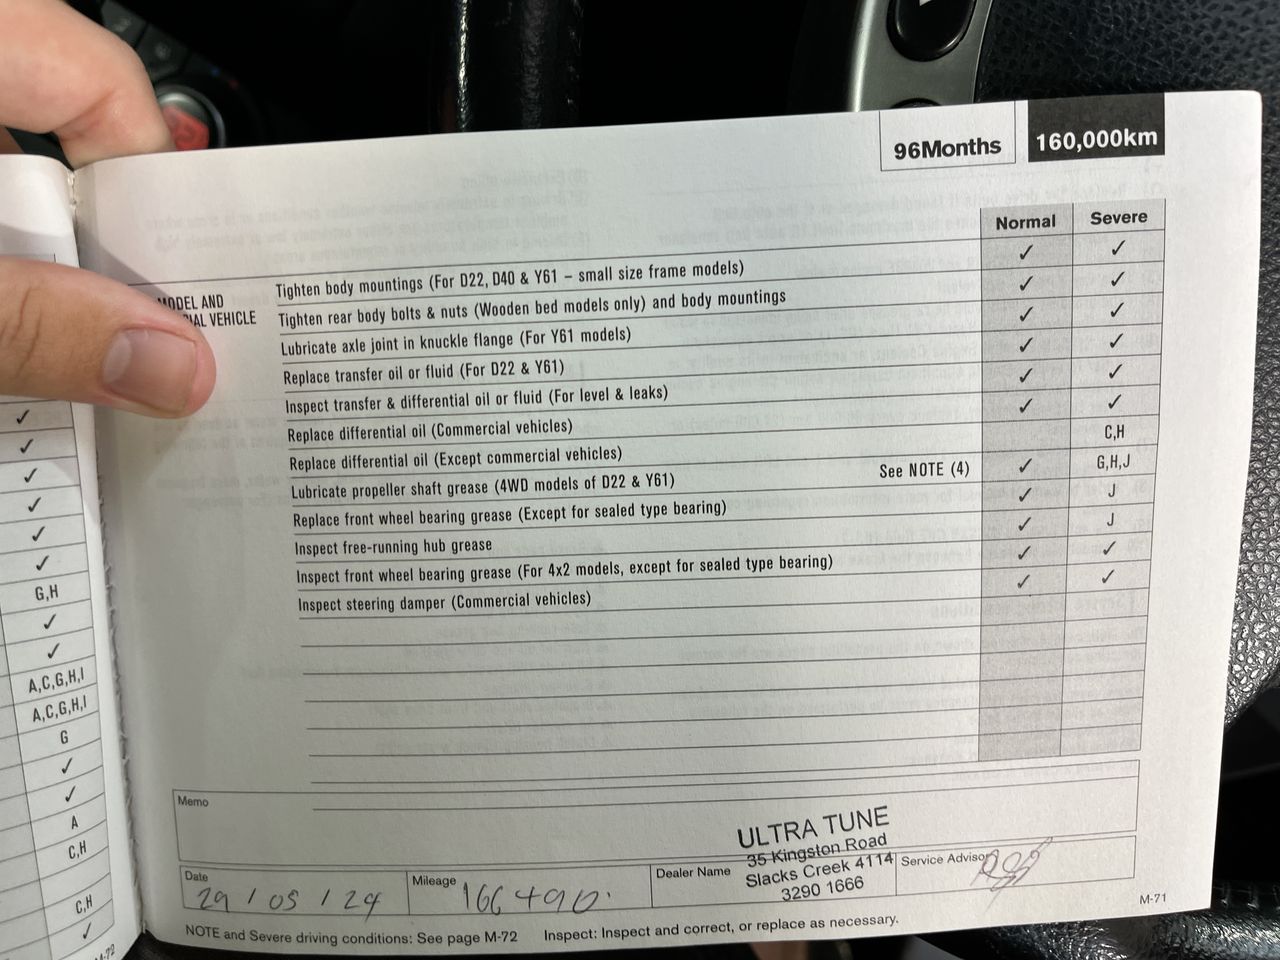 96Months 160,000km
Normal Severe
MODEL AND
VEHICLE
Tighten body mountings (For D22, D40 & Y61 – small size frame models) ✓ ✓
Tighten rear body bolts & nuts (Wooden bed models only) and body mountings ✓ ✓
Lubricate axle joint in knuckle flange (For Y61 models) ✓ ✓
Replace transfer oil or fluid (For D22 & Y61) ✓ ✓
Inspect transfer & differential oil or fluid (For level & leaks) ✓ ✓
Replace differential oil (Commercial vehicles) ✓ ✓
Replace differential oil (Except commercial vehicles) C,H
Lubricate propeller shaft grease (4WD models of D22 & Y61) See NOTE (4) ✓ G,H,J
Replace front wheel bearing grease (Except for sealed type bearing) ✓ J
Inspect free-running hub grease ✓ J
Inspect front wheel bearing grease (For 4x2 models, except for sealed type bearing) ✓ ✓
Inspect steering damper (Commercial vehicles) ✓ ✓
Memo
ULTRA TUNE
35 Kingston Road
Slacks Creek 4114
3290 1666
Date 29 / 05 / 24
Mileage 166490.
Dealer Name
Service Advisor
NOTE and Severe driving conditions: See page M-72 Inspect: Inspect and correct, or replace as necessary.
M-71
✓
✓
✓
✓
✓
✓
G,H
✓
✓
A,C,G,H,I
A,C,G,H,I
G
✓
✓
A
C,H
C,H
✓